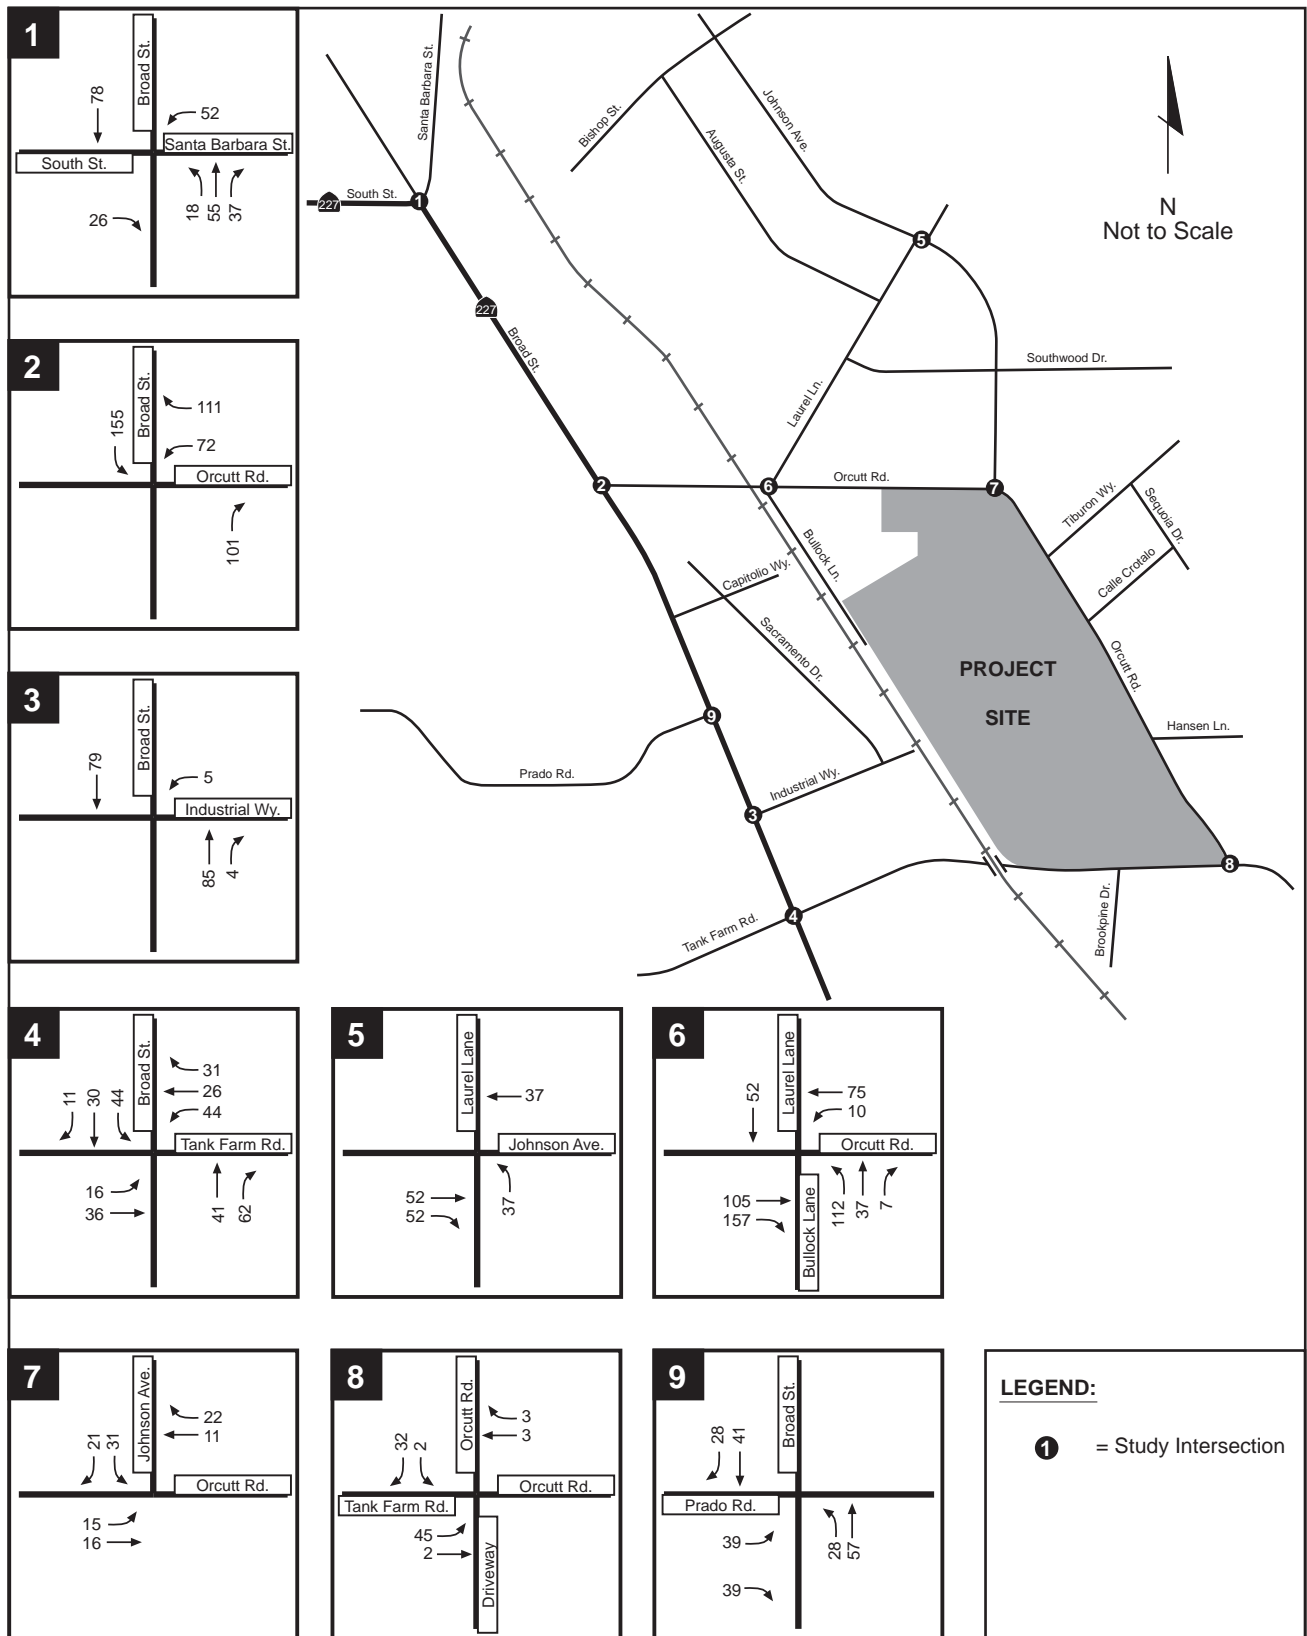 1
Broad St.
78
52
Santa Barbara St.
South St.
18
55
37
26
2
Broad St.
155
111
72
Orcutt Rd.
101
3
Broad St.
79
5
Industrial Wy.
85
4
Santa Barbara St.
Bishop St.
Johnson Ave.
Augusta St.
227
South St.
1
227
Broad St.
5
N
Not to Scale
Southwood Dr.
Laurel Ln.
2
6
Orcutt Rd.
7
Tiburon Wy.
Sequoia Dr.
Calle Crotalo
Bullock Ln.
Capitolio Wy.
Sacramento Dr.
PROJECT
SITE
Orcutt Rd.
Hansen Ln.
9
Prado Rd.
Industrial Wy.
3
8
4
Tank Farm Rd.
Brookpine Dr.
4
Broad St.
11
30
44
31
26
44
Tank Farm Rd.
16
36
41
62
5
Laurel Lane
37
Johnson Ave.
52
52
37
6
Laurel Lane
52
75
10
Orcutt Rd.
105
157
Bullock Lane
112
37
7
7
Johnson Ave.
21
31
22
11
Orcutt Rd.
15
16
8
Orcutt Rd.
32
2
3
3
Orcutt Rd.
Tank Farm Rd.
45
2
Driveway
9
Broad St.
28
41
Prado Rd.
39
28
57
39
LEGEND:
1 = Study Intersection